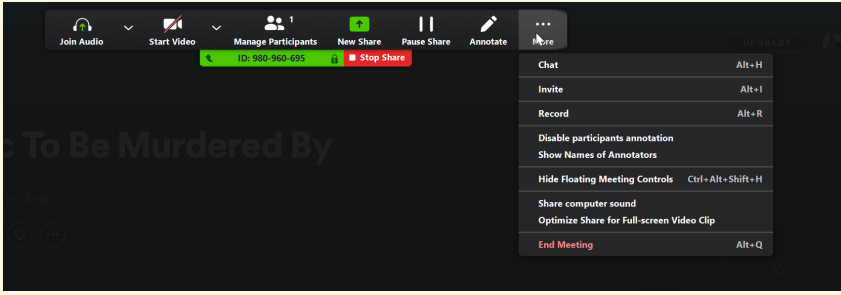 1
Join Audio Start Video Manage Participants New Share Pause Share Annotate More
ID: 980-960-695 Stop Share
UPGRADE
Chat Alt+H
Invite Alt+I
Record Alt+R
Disable participants annotation
To Be Murdered By
Show Names of Annotators
Hide Floating Meeting Controls Ctrl+Alt+Shift+H
Share computer sound
Optimize Share for Full-screen Video Clip
End Meeting Alt+Q